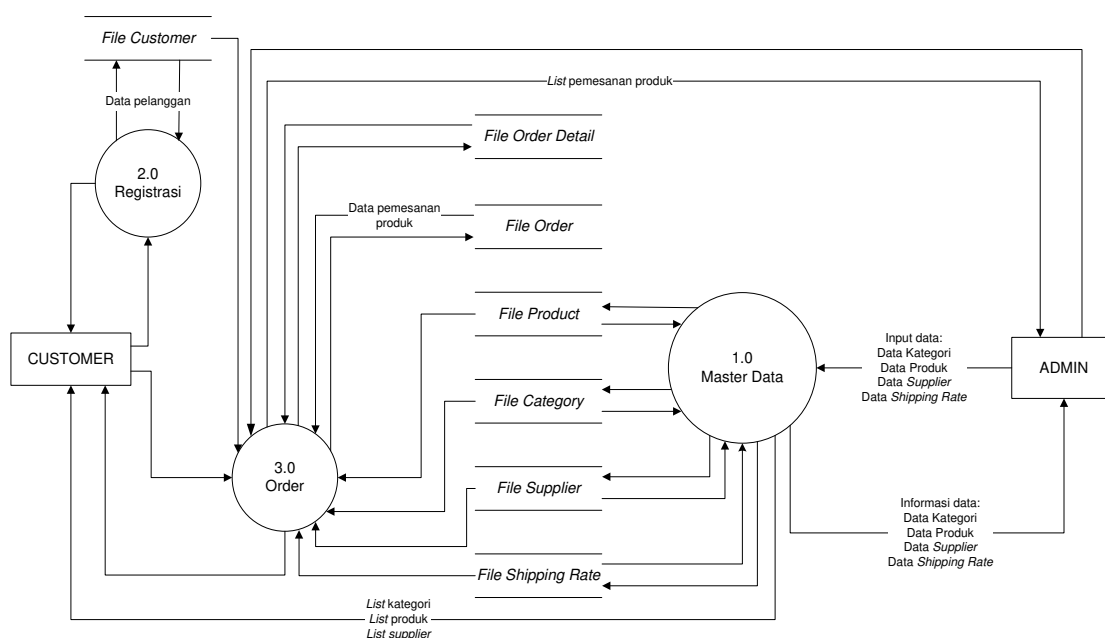 File Customer
Data pelanggan
2.0
Registrasi
List pemesanan produk
File Order Detail
Data pemesanan
produk
File Order
File Product
1.0
Master Data
Input data:
Data Kategori
Data Produk
Data Supplier
Data Shipping Rate
ADMIN
CUSTOMER
File Category
3.0
Order
File Supplier
Informasi data:
Data Kategori
Data Produk
Data Supplier
Data Shipping Rate
File Shipping Rate
List kategori
List produk
List supplier